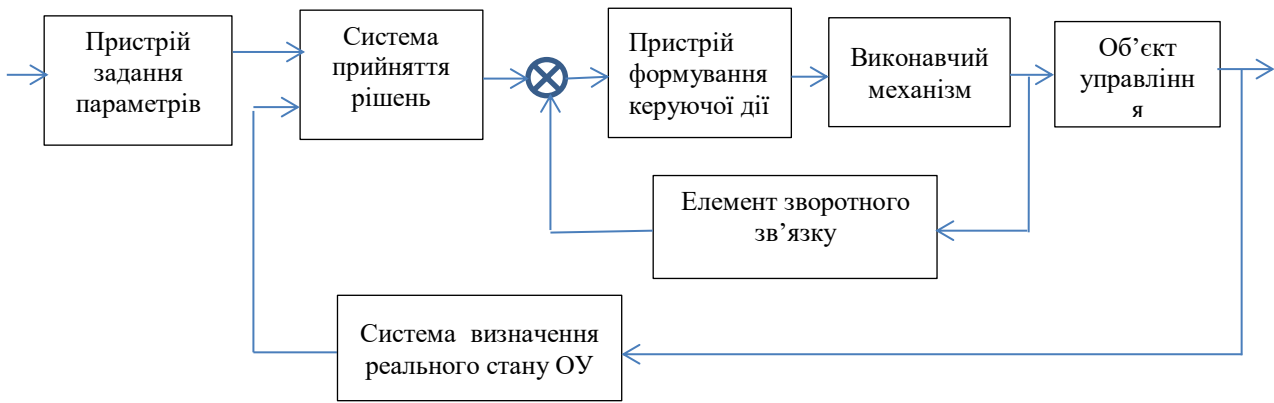 Пристрій
задання
параметрів
Система
прийняття
рішень
Пристрій
формування
керуючої дії
Виконавчий
механізм
Об’єкт
управлінн
я
Елемент зворотного
зв’язку
Система визначення
реального стану ОУ